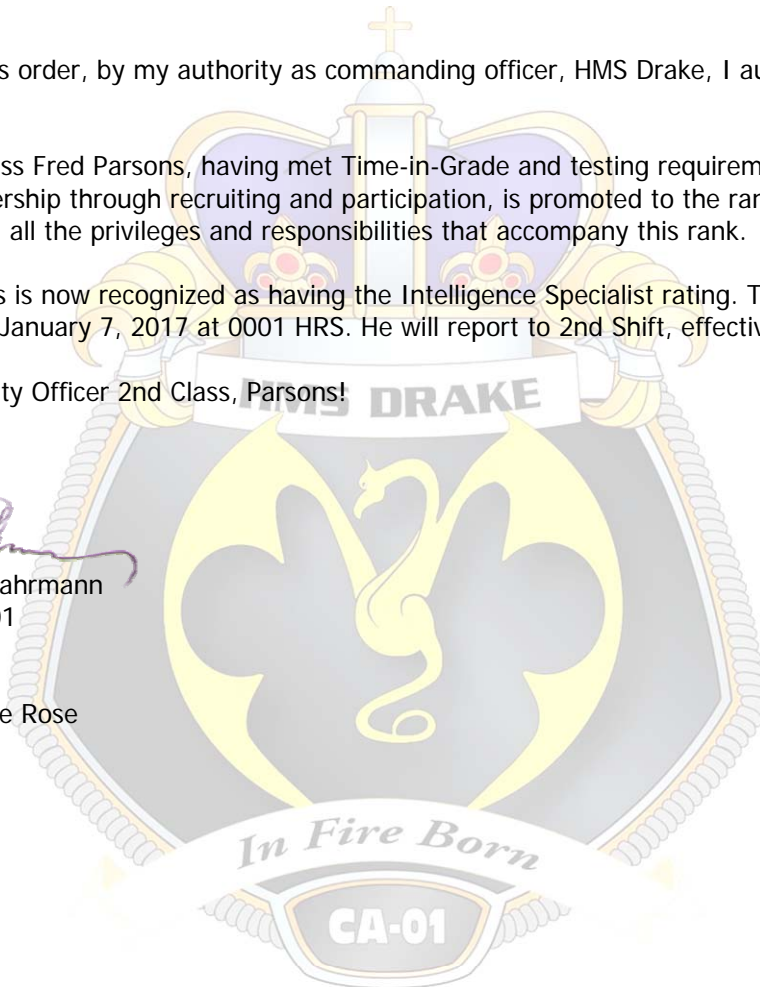 s order, by my authority as commanding officer, HMS Drake, I au
ss Fred Parsons, having met Time-in-Grade and testing requirem
ership through recruiting and participation, is promoted to the ran
all the privileges and responsibilities that accompany this rank.
s is now recognized as having the Intelligence Specialist rating. T
January 7, 2017 at 0001 HRS. He will report to 2nd Shift, effectiv
ty Officer 2nd Class, Parsons!
HMS DRAKE
ahrmann
01
e Rose
In Fire Born
CA-01